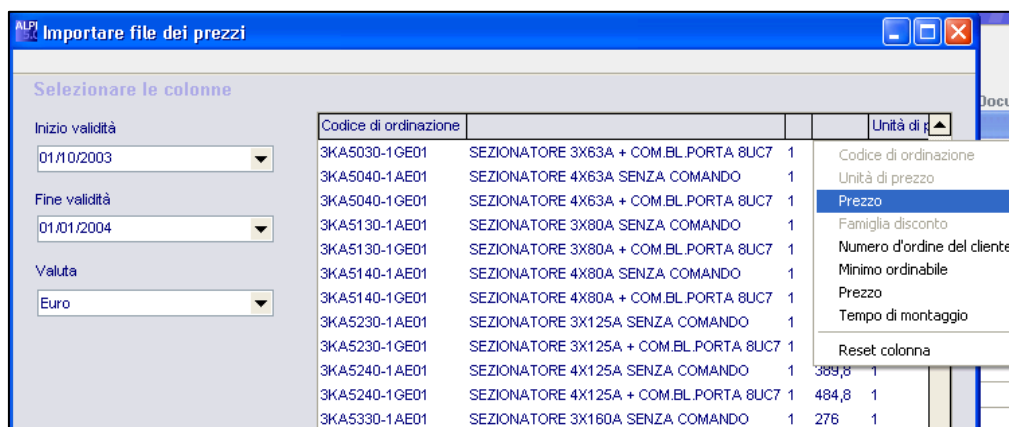 ALPI 5.0 Importare file dei prezzi
Selezionare le colonne
Docu
Inizio validità
01/10/2003
Fine validità
01/01/2004
Valuta
Euro
Codice di ordinazione Unità di p
3KA5030-1GE01 SEZIONATORE 3X63A + COM.BL.PORTA 8UC7 1
3KA5040-1AE01 SEZIONATORE 4X63A SENZA COMANDO 1
3KA5040-1GE01 SEZIONATORE 4X63A + COM.BL.PORTA 8UC7 1
3KA5130-1AE01 SEZIONATORE 3X80A SENZA COMANDO 1
3KA5130-1GE01 SEZIONATORE 3X80A + COM.BL.PORTA 8UC7 1
3KA5140-1AE01 SEZIONATORE 4X80A SENZA COMANDO 1
3KA5140-1GE01 SEZIONATORE 4X80A + COM.BL.PORTA 8UC7 1
3KA5230-1AE01 SEZIONATORE 3X125A SENZA COMANDO 1
3KA5230-1GE01 SEZIONATORE 3X125A + COM.BL.PORTA 8UC7 1
3KA5240-1AE01 SEZIONATORE 4X125A SENZA COMANDO 1 389,8 1
3KA5240-1GE01 SEZIONATORE 4X125A + COM.BL.PORTA 8UC7 1 484,8 1
3KA5330-1AE01 SEZIONATORE 3X160A SENZA COMANDO 1 276 1
Codice di ordinazione
Unità di prezzo
Prezzo
Famiglia disconto
Numero d'ordine del cliente
Minimo ordinabile
Prezzo
Tempo di montaggio
Reset colonna